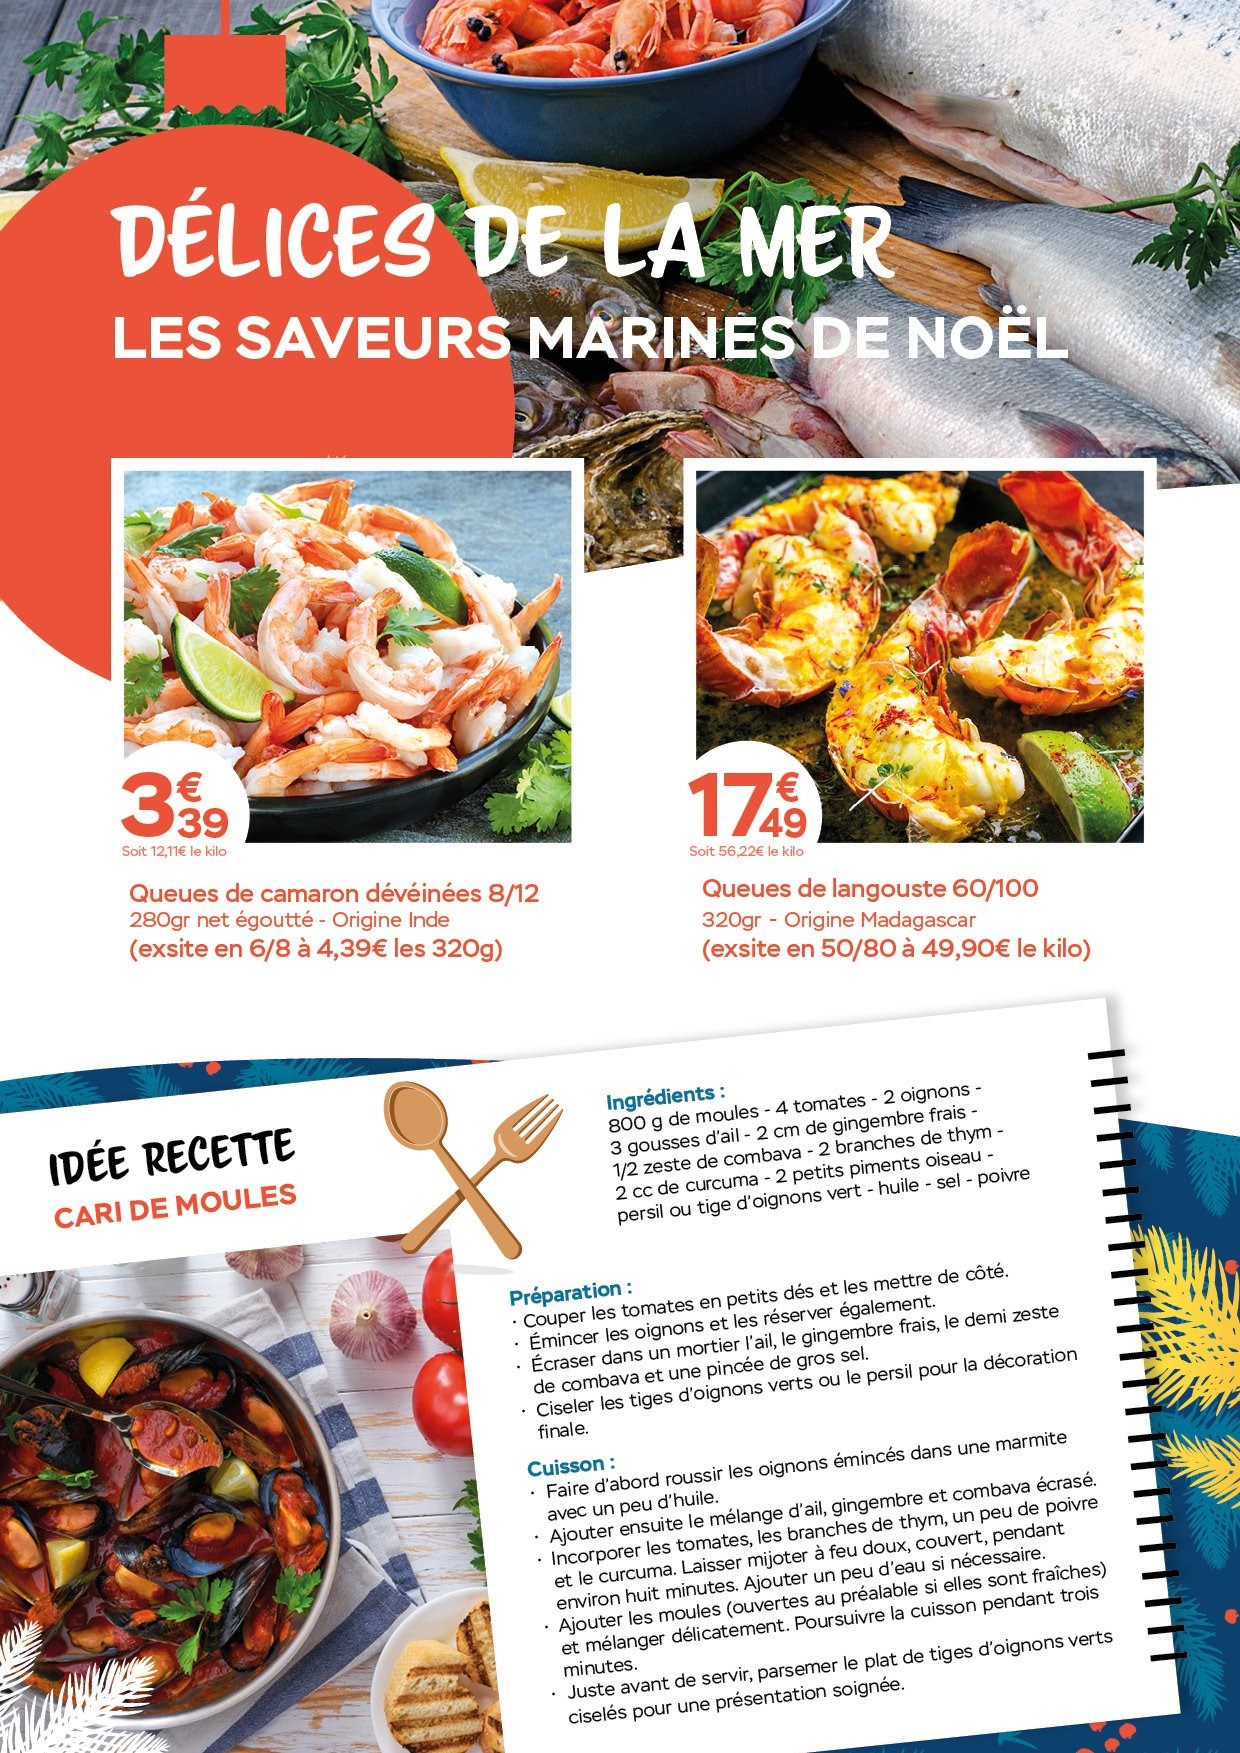 DÉLICES DE LA MER
LES SAVEURS MARINES DE NOËL
3€39
Soit 12,11€ le kilo
Queues de camaron dévéinées 8/12
280gr net égoutté - Origine Inde
(exsite en 6/8 à 4,39€ les 320g)
17€49
Soit 56,22€ le kilo
Queues de langouste 60/100
320gr - Origine Madagascar
(exsite en 50/80 à 49,90€ le kilo)
IDÉE RECETTE
CARI DE MOULES
Ingrédients :
800 g de moules - 4 tomates - 2 oignons -
3 gousses d'ail - 2 cm de gingembre frais -
1/2 zeste de combava - 2 branches de thym -
2 cc de curcuma - 2 petits piments oiseau -
persil ou tige d'oignons vert - huile - sel - poivre
Préparation :
· Couper les tomates en petits dés et les mettre de côté.
· Émincer les oignons et les réserver également.
· Écraser dans un mortier l'ail, le gingembre frais, le demi zeste
de combava et une pincée de gros sel.
· Ciseler les tiges d'oignons verts ou le persil pour la décoration
finale.
Cuisson :
· Faire d'abord roussir les oignons émincés dans une marmite
avec un peu d'huile.
· Ajouter ensuite le mélange d'ail, gingembre et combava écrasé.
· Incorporer les tomates, les branches de thym, un peu de poivre
et le curcuma. Laisser mijoter à feu doux, couvert, pendant
environ huit minutes. Ajouter un peu d'eau si nécessaire.
· Ajouter les moules (ouvertes au préalable si elles sont fraîches)
et mélanger délicatement. Poursuivre la cuisson pendant trois
minutes.
· Juste avant de servir, parsemer le plat de tiges d'oignons verts
ciselés pour une présentation soignée.